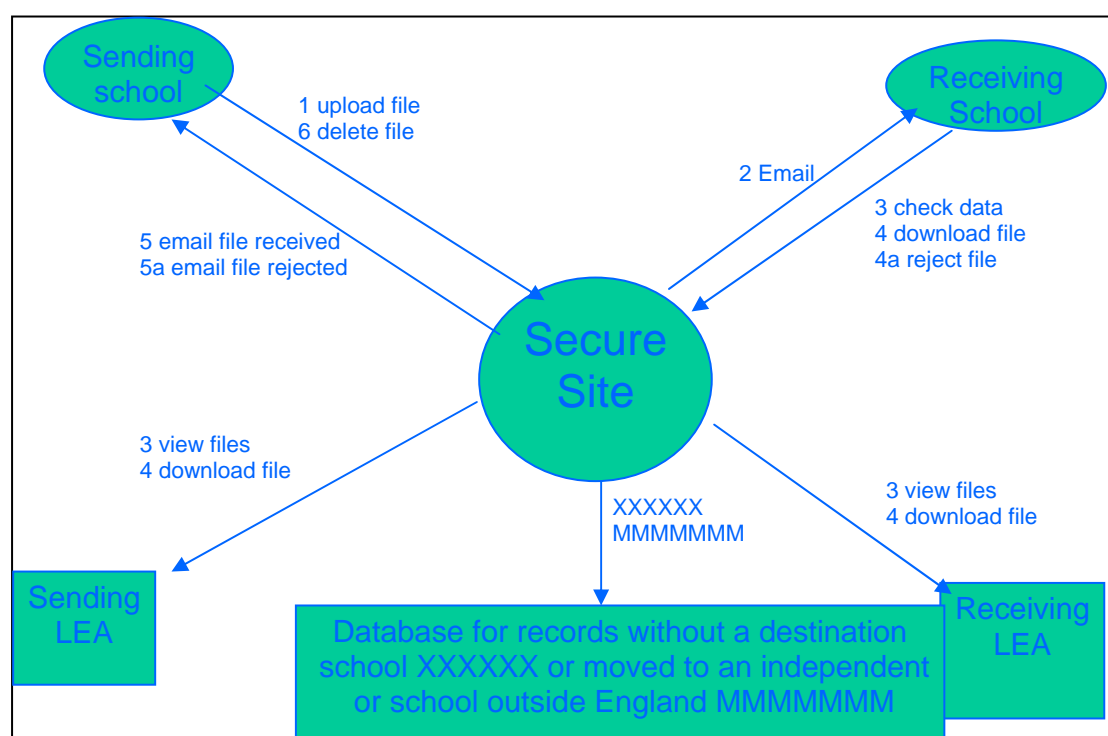 Sending
school
Receiving
School
1 upload file
6 delete file
2 Email
3 check data
4 download file
4a reject file
5 email file received
5a email file rejected
Secure
Site
3 view files
4 download file
3 view files
4 download file
XXXXXX
MMMMMMM
Sending
LEA
Database for records without a destination
school XXXXXX or moved to an independent
or school outside England MMMMMMM
Receiving
LEA